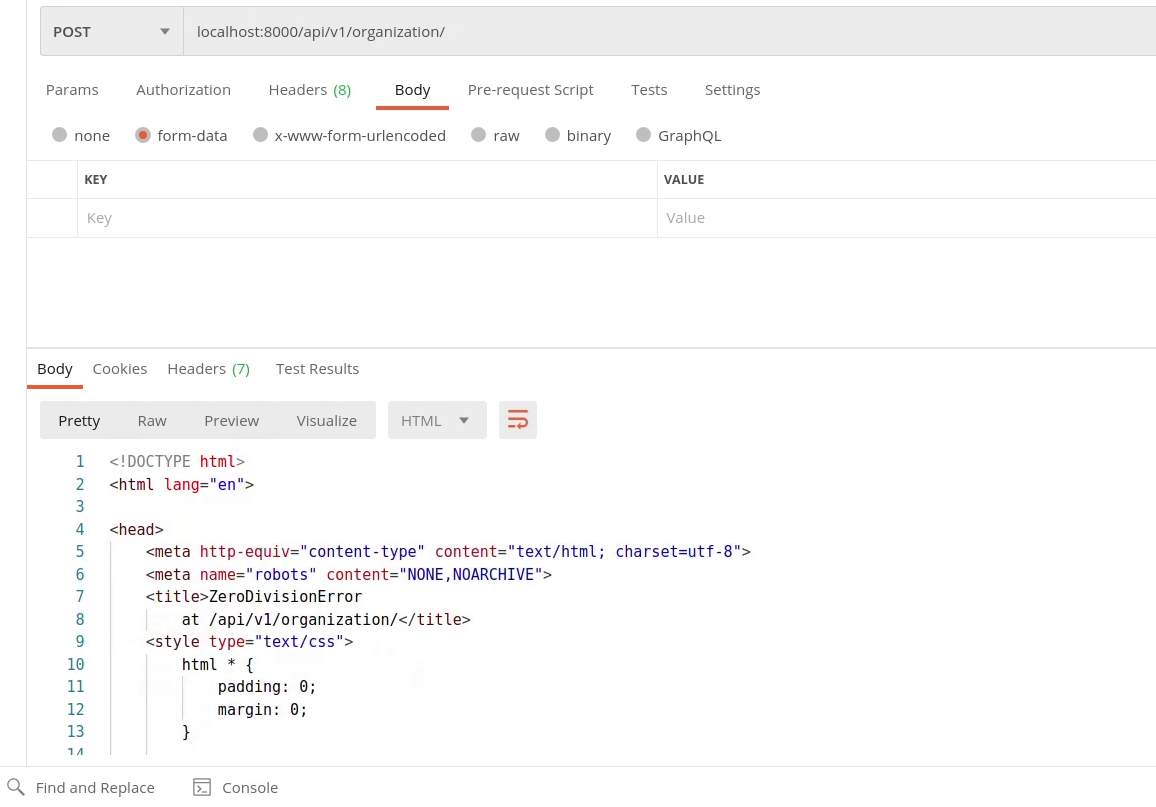 POST localhost:8000/api/v1/organization/
Params Authorization Headers (8) Body Pre-request Script Tests Settings
none form-data x-www-form-urlencoded raw binary GraphQL
KEY VALUE
Key Value
Body Cookies Headers (7) Test Results
Pretty Raw Preview Visualize HTML
1 <!DOCTYPE html>
2 <html lang="en">
3
4 <head>
5 <meta http-equiv="content-type" content="text/html; charset=utf-8">
6 <meta name="robots" content="NONE,NOARCHIVE">
7 <title>ZeroDivisionError
8 at /api/v1/organization/</title>
9 <style type="text/css">
10 html * {
11 padding: 0;
12 margin: 0;
13 }
14
Find and Replace Console